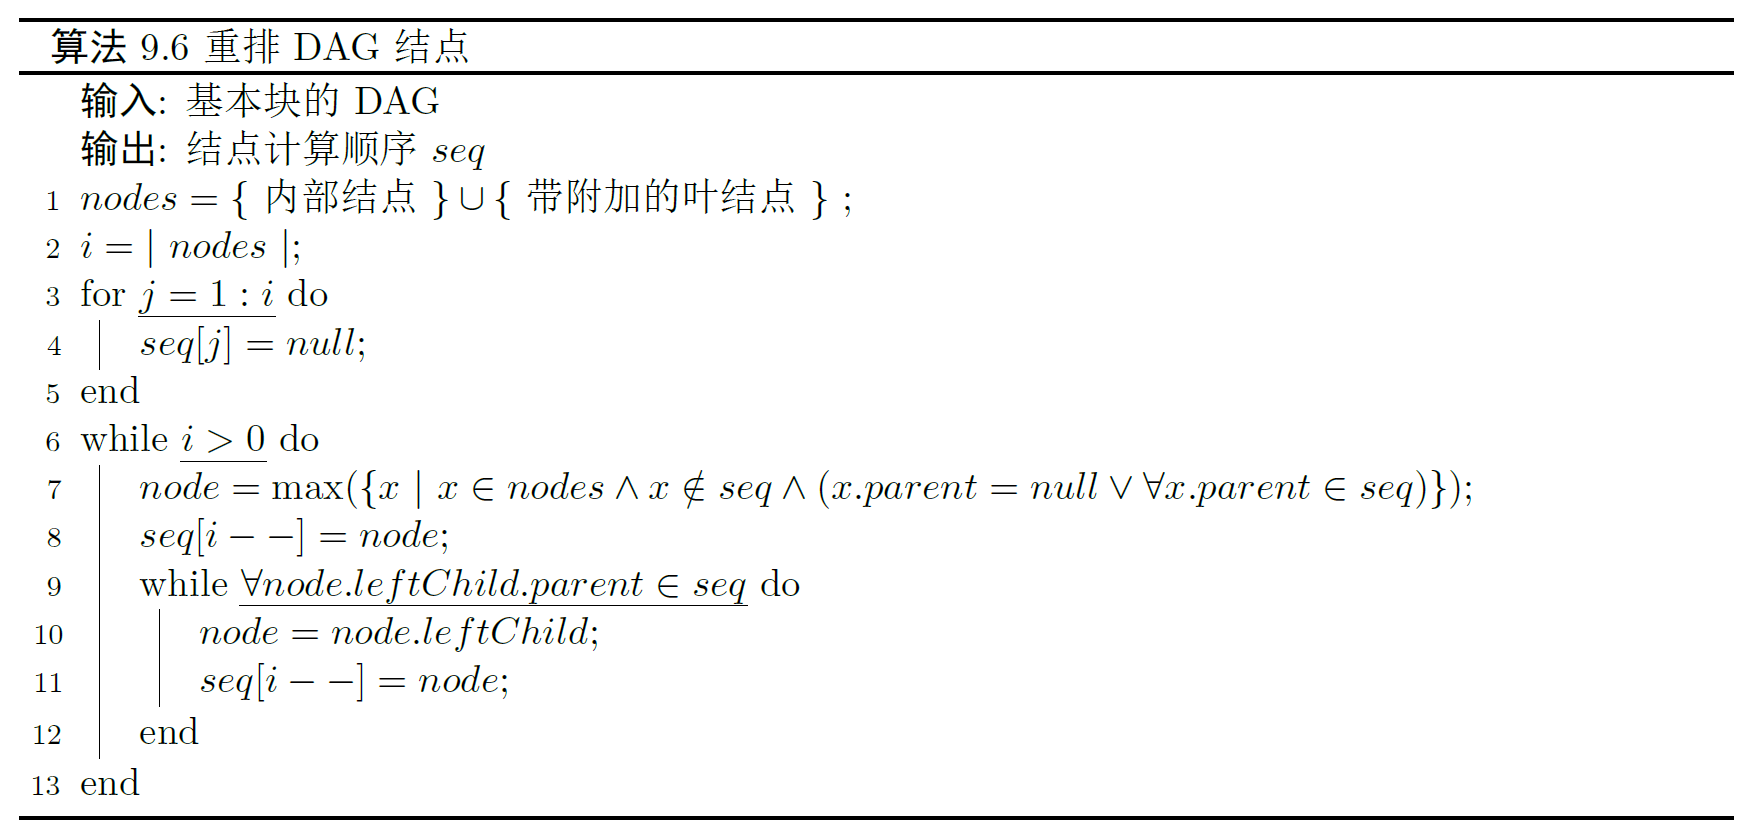 算法 9.6 重排 DAG 结点
输入: 基本块的 DAG
输出: 结点计算顺序 seq
1 nodes = { 内部结点 } ∪ { 带附加的叶结点 } ;
2 i = | nodes |;
3 for j = 1 : i do
4 seq[j] = null;
5 end
6 while i > 0 do
7 node = max({x | x ∈ nodes ∧ x ∉ seq ∧ (x.parent = null ∨ ∀x.parent ∈ seq)});
8 seq[i − −] = node;
9 while ∀node.leftChild.parent ∈ seq do
10 node = node.leftChild;
11 seq[i − −] = node;
12 end
13 end